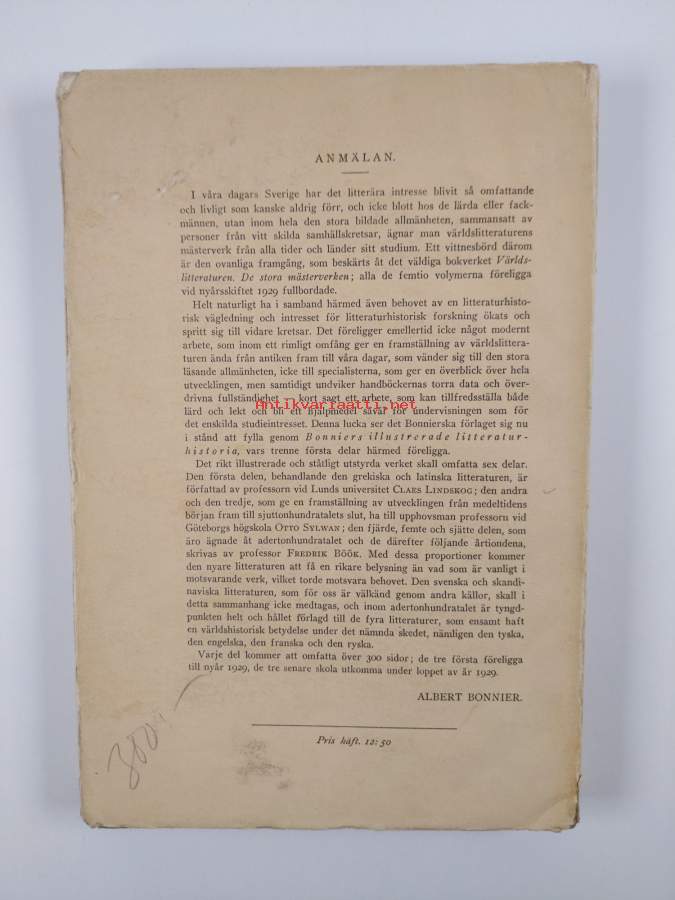 ANMÄLAN.
I våra dagars Sverige har det litterära intresse blivit så omfattande
och livligt som kanske aldrig förr, och icke blott hos de lärda eller fack-
männen, utan inom hela den stora bildade allmänheten, sammansatt av
personer från vitt skilda samhällskretsar, ägnar man världslitteraturens
mästerverk från alla tider och länder sitt studium. Ett vittnesbörd därom
är den ovanliga framgång, som beskärts åt det väldiga bokverket Världs-
litteraturen. De stora mästerverken; alla de femtio volymerna föreligga
vid nyårsskiftet 1929 fullbordade.
Helt naturligt ha i samband härmed även behovet av en litteraturhisto-
risk vägledning och intresset för litteraturhistorisk forskning ökats och
spritt sig till vidare kretsar. Det föreligger emellertid icke något modernt
arbete, som inom ett rimligt omfång ger en framställning av världslittera-
turen ända från antiken fram till våra dagar, som vänder sig till den stora
läsande allmänheten, icke till specialisterna, som ger en överblick över hela
utvecklingen, men samtidigt undviker handböckernas torra data och över-
drivna fullständighet — kort sagt ett arbete, som kan tillfredsställa både
Antikvariaatti.net
lärd och lekt och bli ett hjälpmedel såväl för undervisningen som för
det enskilda studieintresset. Denna lucka ser det Bonnierska förlaget sig nu
i stånd att fylla genom Bonniers illustrerade litteratur-
historia, vars trenne första delar härmed föreligga.
Det rikt illustrerade och ståtligt utstyrda verket skall omfatta sex delar.
Den första delen, behandlande den grekiska och latinska litteraturen, är
författad av professorn vid Lunds universitet CLAES LINDSKOG; den andra
och den tredje, som ge en framställning av utvecklingen från medeltidens
början fram till sjuttonhundratalets slut, ha till upphovsman professorn vid
Göteborgs högskola OTTO SYLWAN; den fjärde, femte och sjätte delen, som
äro ägnade åt adertonhundratalet och de därefter följande årtiondena,
skrivas av professor FREDRIK BÖÖK. Med dessa proportioner kommer
den nyare litteraturen att få en rikare belysning än vad som är vanligt i
motsvarande verk, vilket torde motsvara behovet. Den svenska och skandi-
naviska litteraturen, som för oss är välkänd genom andra källor, skall i
detta sammanhang icke medtagas, och inom adertonhundratalet är tyngd-
punkten helt och hållet förlagd till de fyra litteraturer, som ensamt haft
en världshistorisk betydelse under det nämnda skedet, nämligen den tyska,
den engelska, den franska och den ryska.
Varje del kommer att omfatta över 300 sidor; de tre första föreligga
till nyår 1929, de tre senare skola utkomma under loppet av år 1929.
ALBERT BONNIER.
Pris häft. 12:50